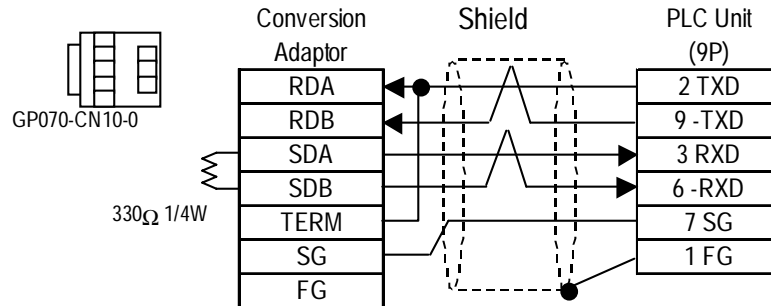 Conversion Adaptor
Shield
PLC Unit (9P)
GP070-CN10-0
RDA
2 TXD
RDB
9 -TXD
SDA
3 RXD
SDB
6 -RXD
330Ω 1/4W
TERM
7 SG
SG
1 FG
FG